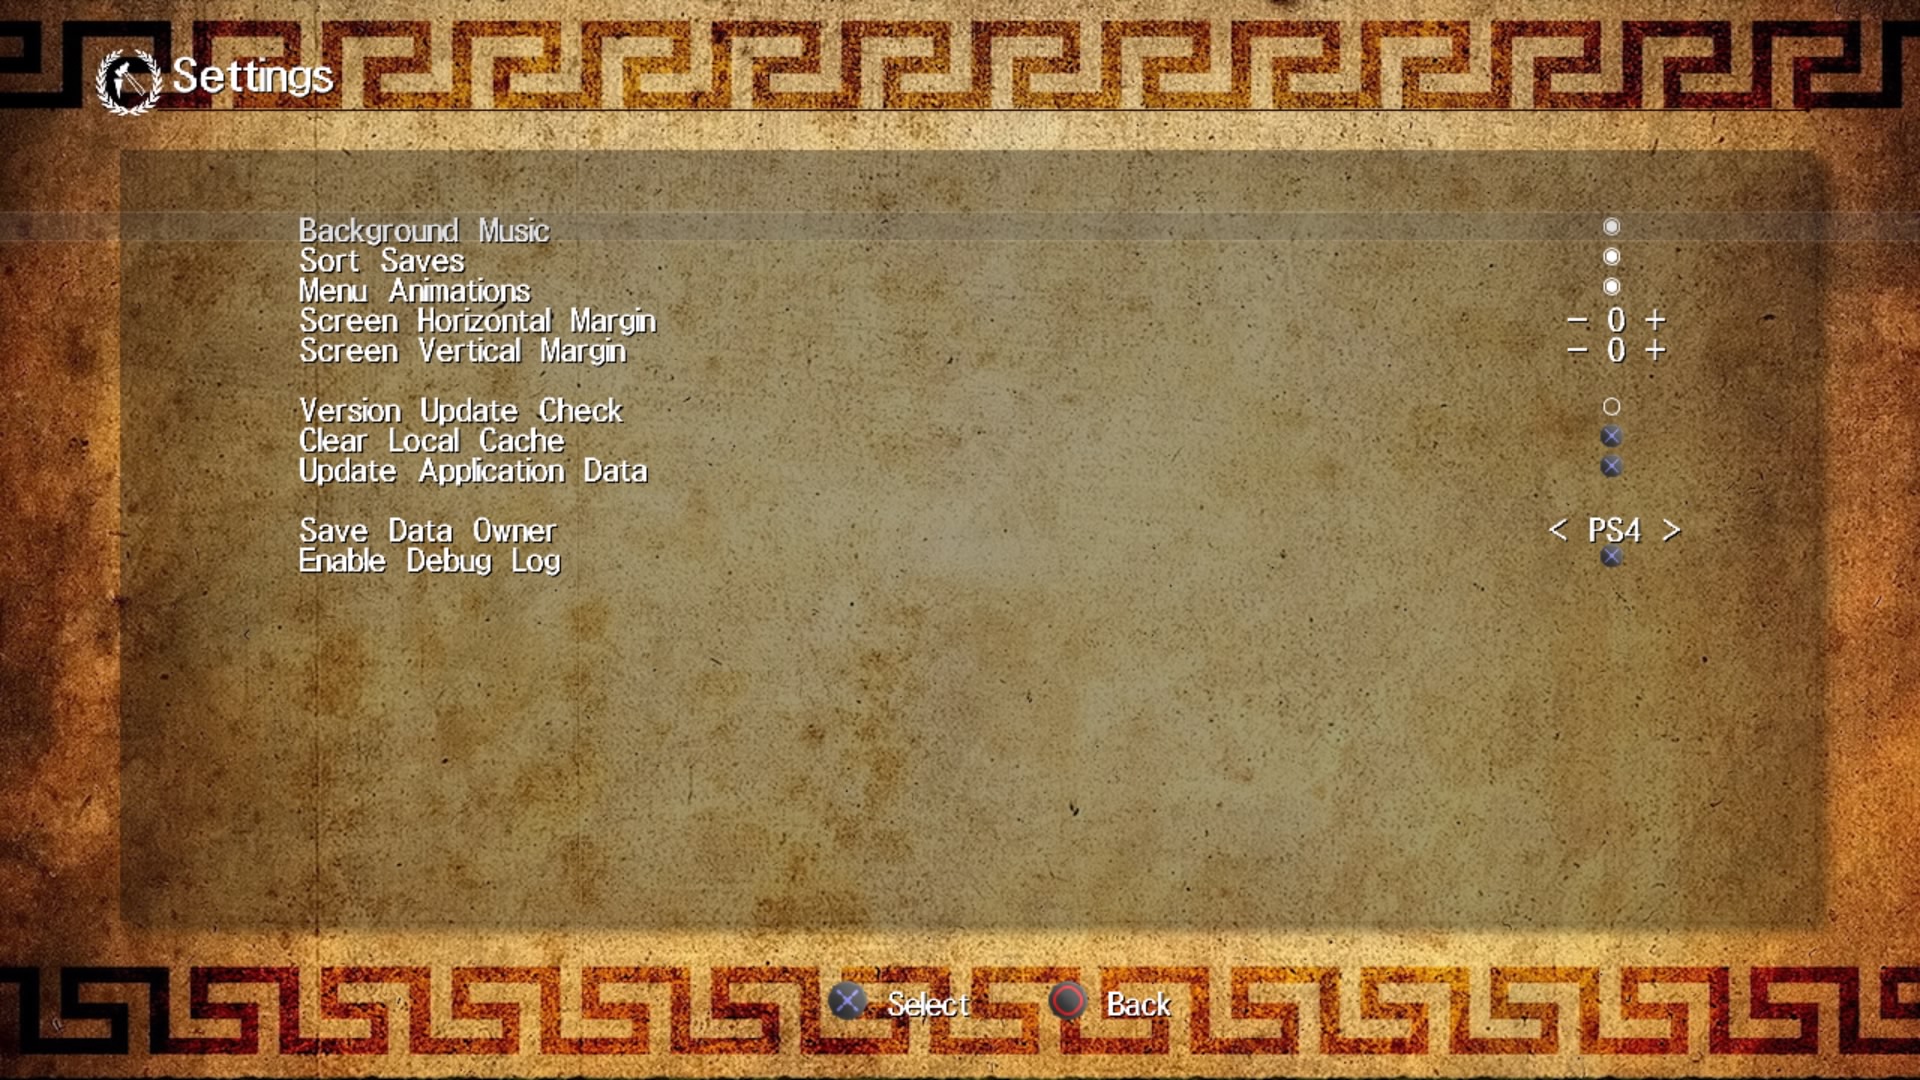 Settings
Background Music
Sort Saves
Menu Animations
Screen Horizontal Margin - 0 +
Screen Vertical Margin - 0 +
Version Update Check
Clear Local Cache
Update Application Data
Save Data Owner < PS4 >
Enable Debug Log
Select Back